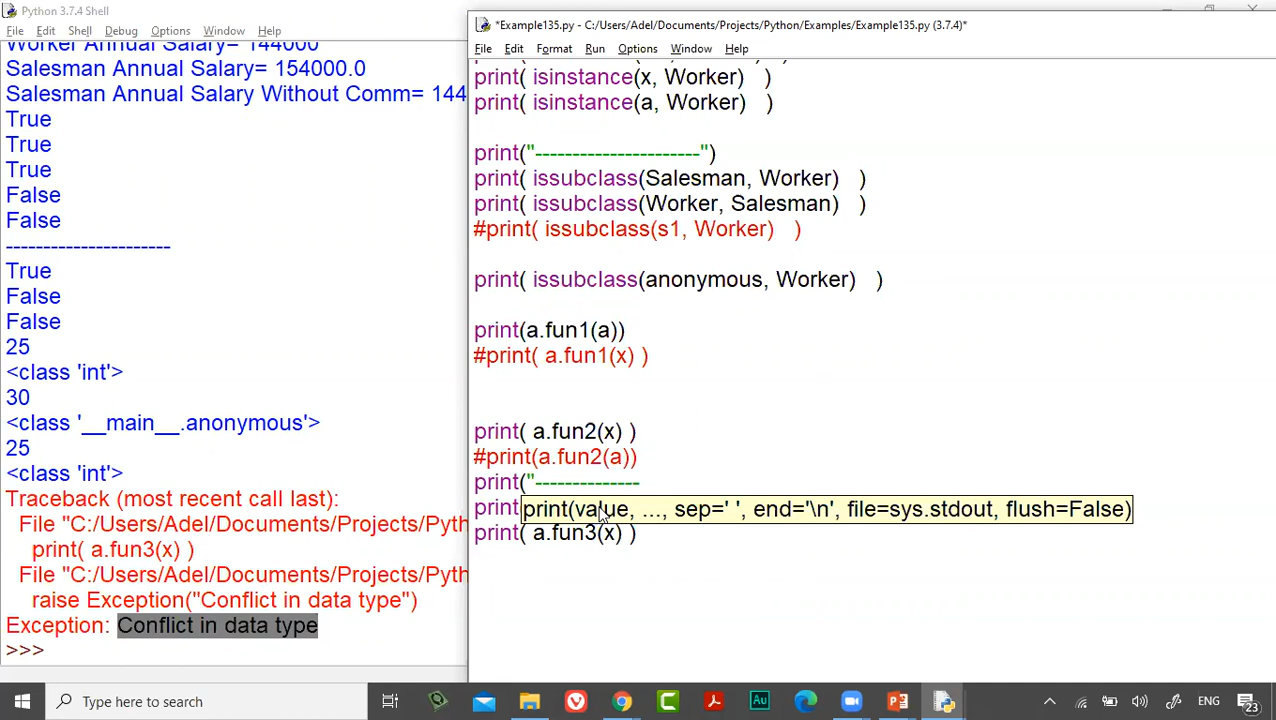 Python 3.7.4 Shell
File Edit Shell Debug Options Window Help
Worker Annual Salary= 144000
Salesman Annual Salary= 154000.0
Salesman Annual Salary Without Comm= 144
True
True
True
False
False
----------------------
True
False
False
25
<class 'int'>
30
<class '__main__.anonymous'>
25
<class 'int'>
Traceback (most recent call last):
File "C:/Users/Adel/Documents/Projects/Pyth
print( a.fun3(x) )
File "C:/Users/Adel/Documents/Projects/Pyth
raise Exception("Conflict in data type")
Exception: Conflict in data type
>>>
*Example135.py - C:/Users/Adel/Documents/Projects/Python/Examples/Example135.py (3.7.4)*
File Edit Format Run Options Window Help
print( isinstance(x, Worker)   )
print( isinstance(a, Worker)   )
print("----------------------")
print( issubclass(Salesman, Worker)   )
print( issubclass(Worker, Salesman)   )
#print( issubclass(s1, Worker)   )
print( issubclass(anonymous, Worker)   )
print(a.fun1(a))
#print( a.fun1(x) )
print( a.fun2(x) )
#print(a.fun2(a))
print("--------------
print
print(value, ..., sep=' ', end='\n', file=sys.stdout, flush=False)
print( a.fun3(x) )
Type here to search
Au
ENG
23